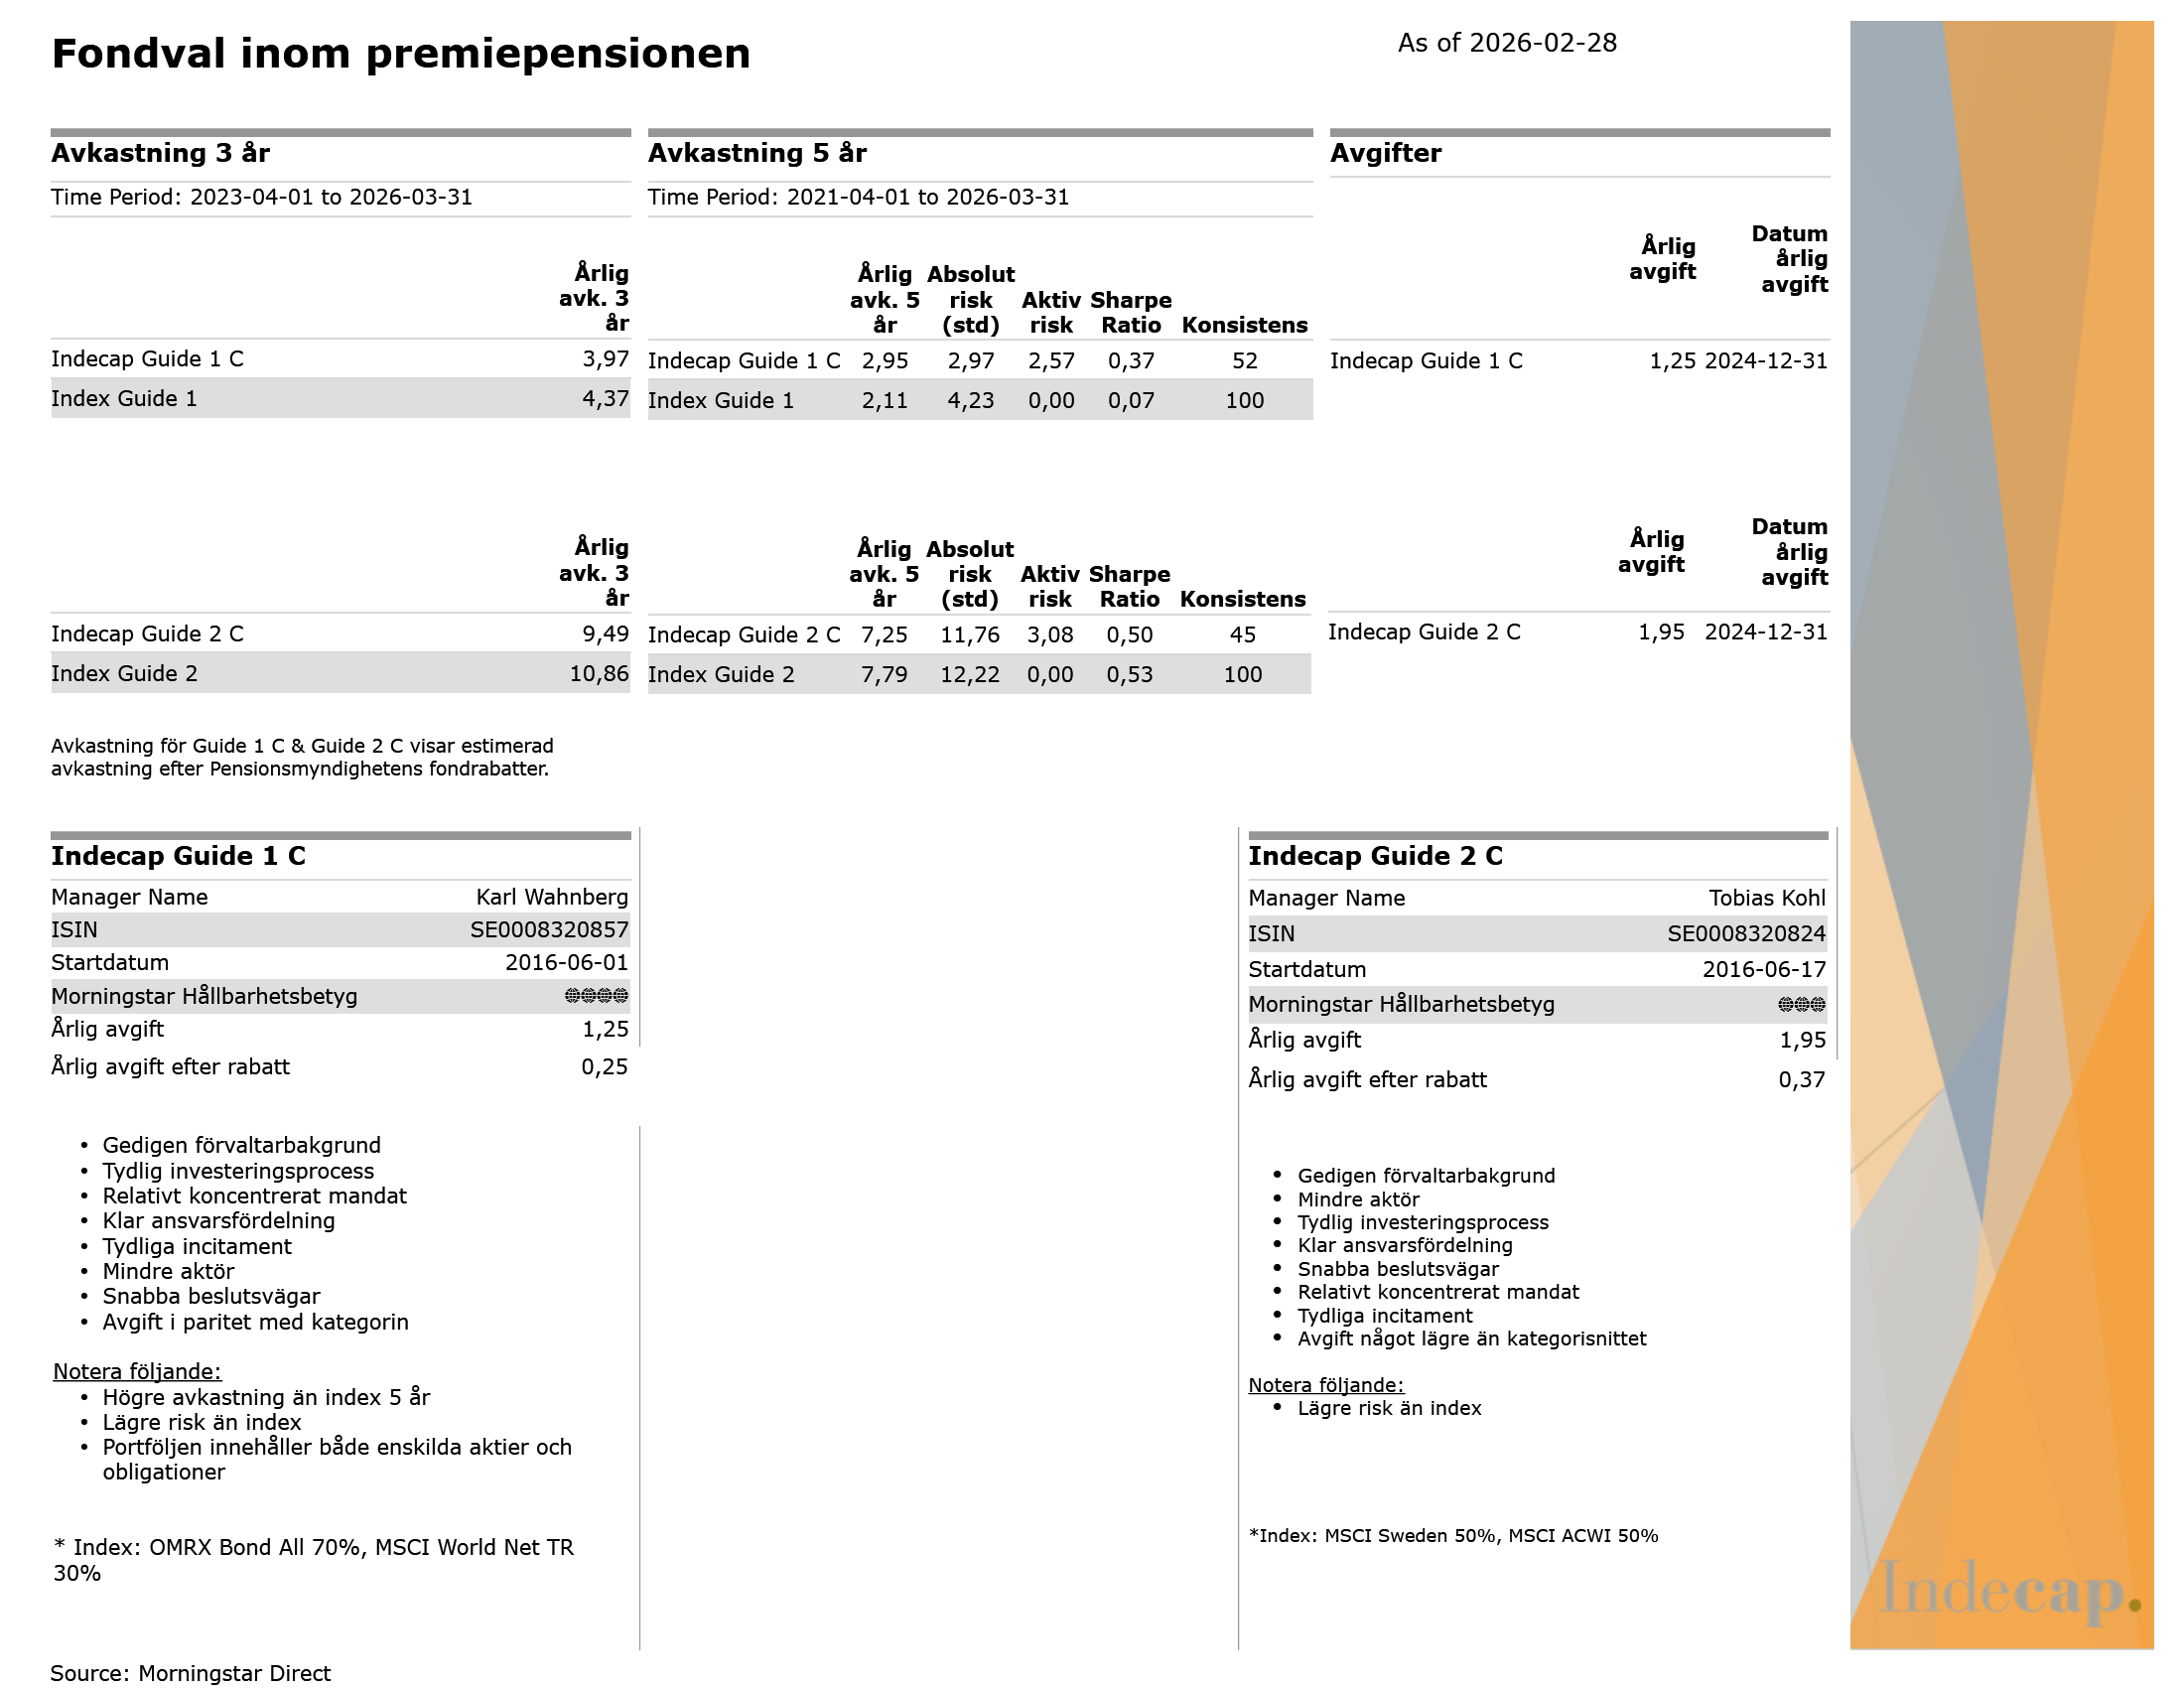 Fondval inom premiepensionen
As of 2026-02-28
Avkastning 3 år
Time Period: 2023-04-01 to 2026-03-31
Årlig
avk. 3
år
Indecap Guide 1 C 3,97
Index Guide 1 4,37
Årlig
avk. 3
år
Indecap Guide 2 C 9,49
Index Guide 2 10,86
Avkastning för Guide 1 C & Guide 2 C visar estimerad
avkastning efter Pensionsmyndighetens fondrabatter.
Avkastning 5 år
Time Period: 2021-04-01 to 2026-03-31
Årlig Absolut
avk. 5 risk Aktiv Sharpe
år (std) risk Ratio Konsistens
Indecap Guide 1 C 2,95 2,97 2,57 0,37 52
Index Guide 1 2,11 4,23 0,00 0,07 100
Årlig Absolut
avk. 5 risk Aktiv Sharpe
år (std) risk Ratio Konsistens
Indecap Guide 2 C 7,25 11,76 3,08 0,50 45
Index Guide 2 7,79 12,22 0,00 0,53 100
Avgifter
Datum
Årlig årlig
avgift avgift
Indecap Guide 1 C 1,25 2024-12-31
Datum
Årlig årlig
avgift avgift
Indecap Guide 2 C 1,95 2024-12-31
Indecap Guide 1 C
Manager Name Karl Wahnberg
ISIN SE0008320857
Startdatum 2016-06-01
Morningstar Hållbarhetsbetyg
Årlig avgift 1,25
Årlig avgift efter rabatt 0,25
• Gedigen förvaltarbakgrund
• Tydlig investeringsprocess
• Relativt koncentrerat mandat
• Klar ansvarsfördelning
• Tydliga incitament
• Mindre aktör
• Snabba beslutsvägar
• Avgift i paritet med kategorin
Notera följande:
• Högre avkastning än index 5 år
• Lägre risk än index
• Portföljen innehåller både enskilda aktier och
obligationer
* Index: OMRX Bond All 70%, MSCI World Net TR
30%
Indecap Guide 2 C
Manager Name Tobias Kohl
ISIN SE0008320824
Startdatum 2016-06-17
Morningstar Hållbarhetsbetyg
Årlig avgift 1,95
Årlig avgift efter rabatt 0,37
• Gedigen förvaltarbakgrund
• Mindre aktör
• Tydlig investeringsprocess
• Klar ansvarsfördelning
• Snabba beslutsvägar
• Relativt koncentrerat mandat
• Tydliga incitament
• Avgift något lägre än kategorisnittet
Notera följande:
• Lägre risk än index
*Index: MSCI Sweden 50%, MSCI ACWI 50%
Indecap.
Source: Morningstar Direct